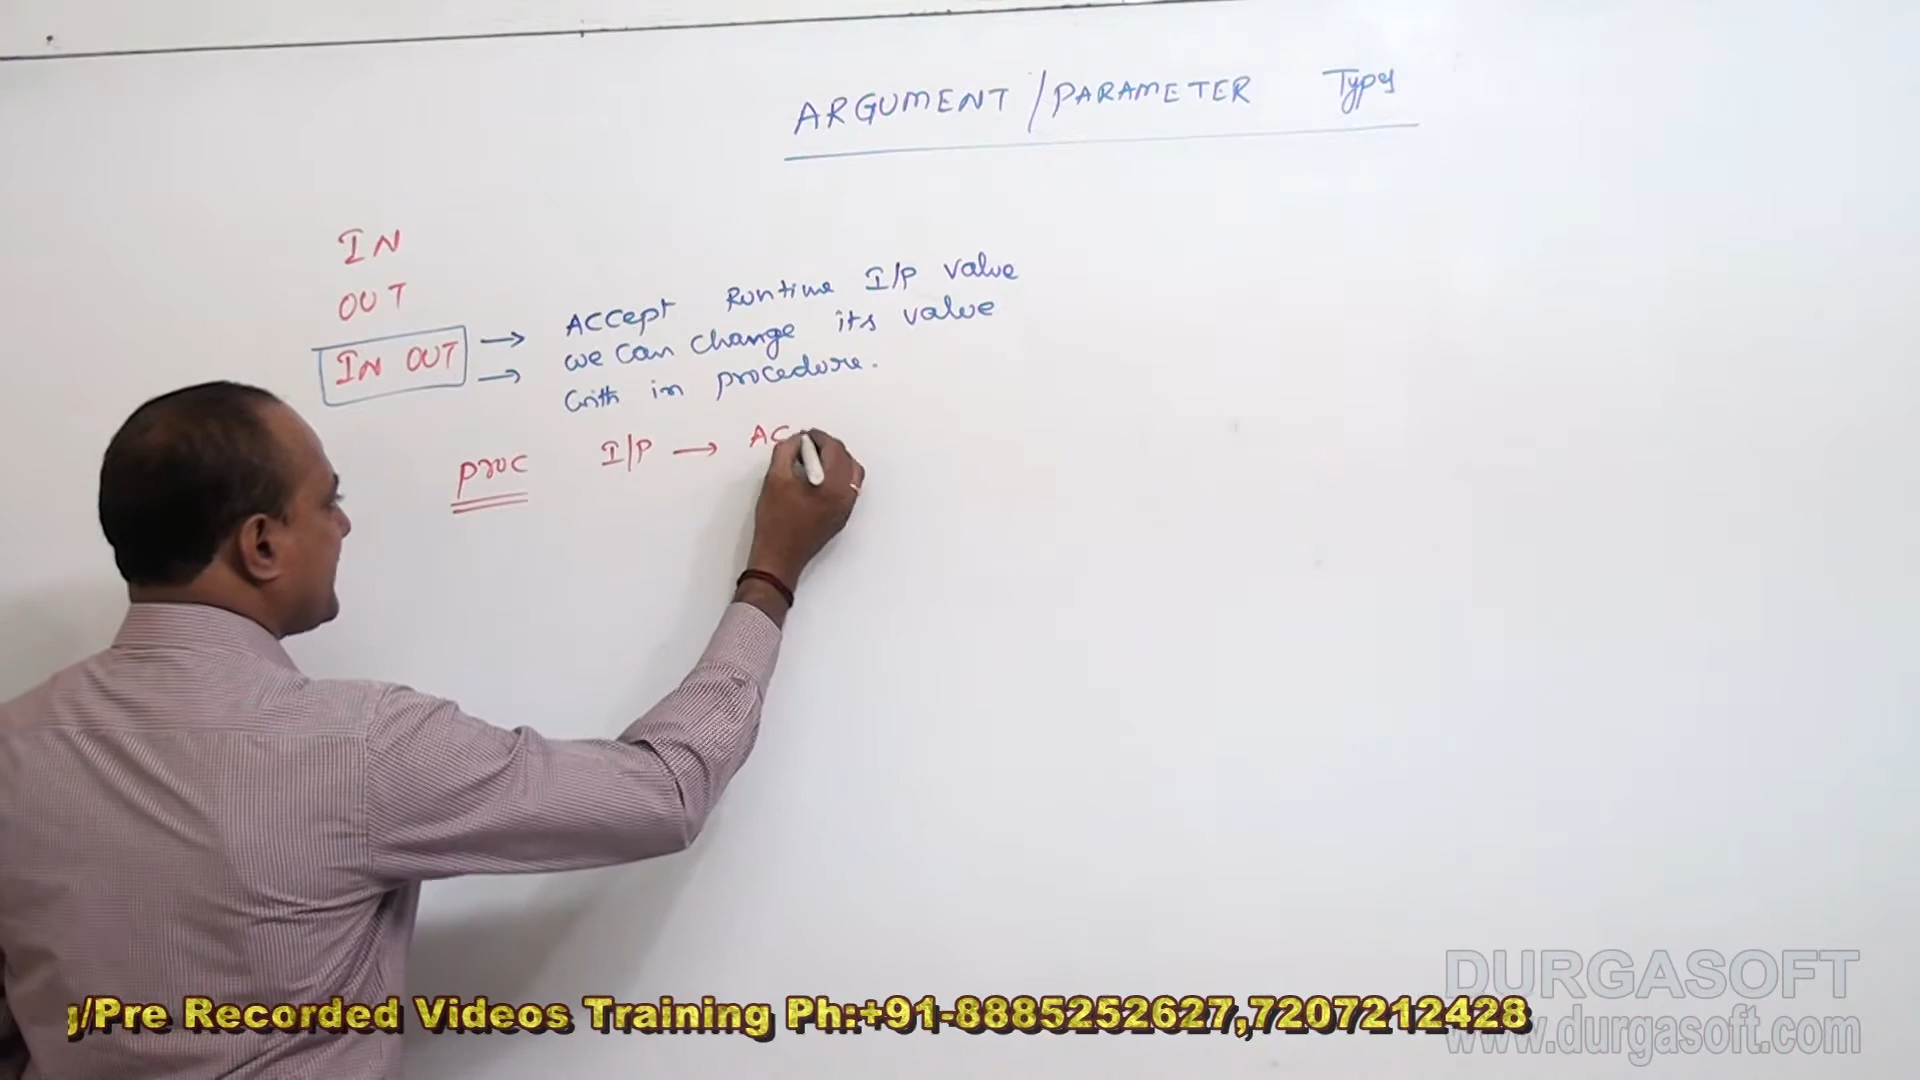 ARGUMENT/PARAMETER Types
IN
OUT
IN OUT → ACCept Runtime I/P value
→ we can change its value
with in procedure.
proc I/P → AC
g/Pre Recorded Videos Training Ph:+91-8885252627,7207212428
DURGASOFT
www.durgasoft.com